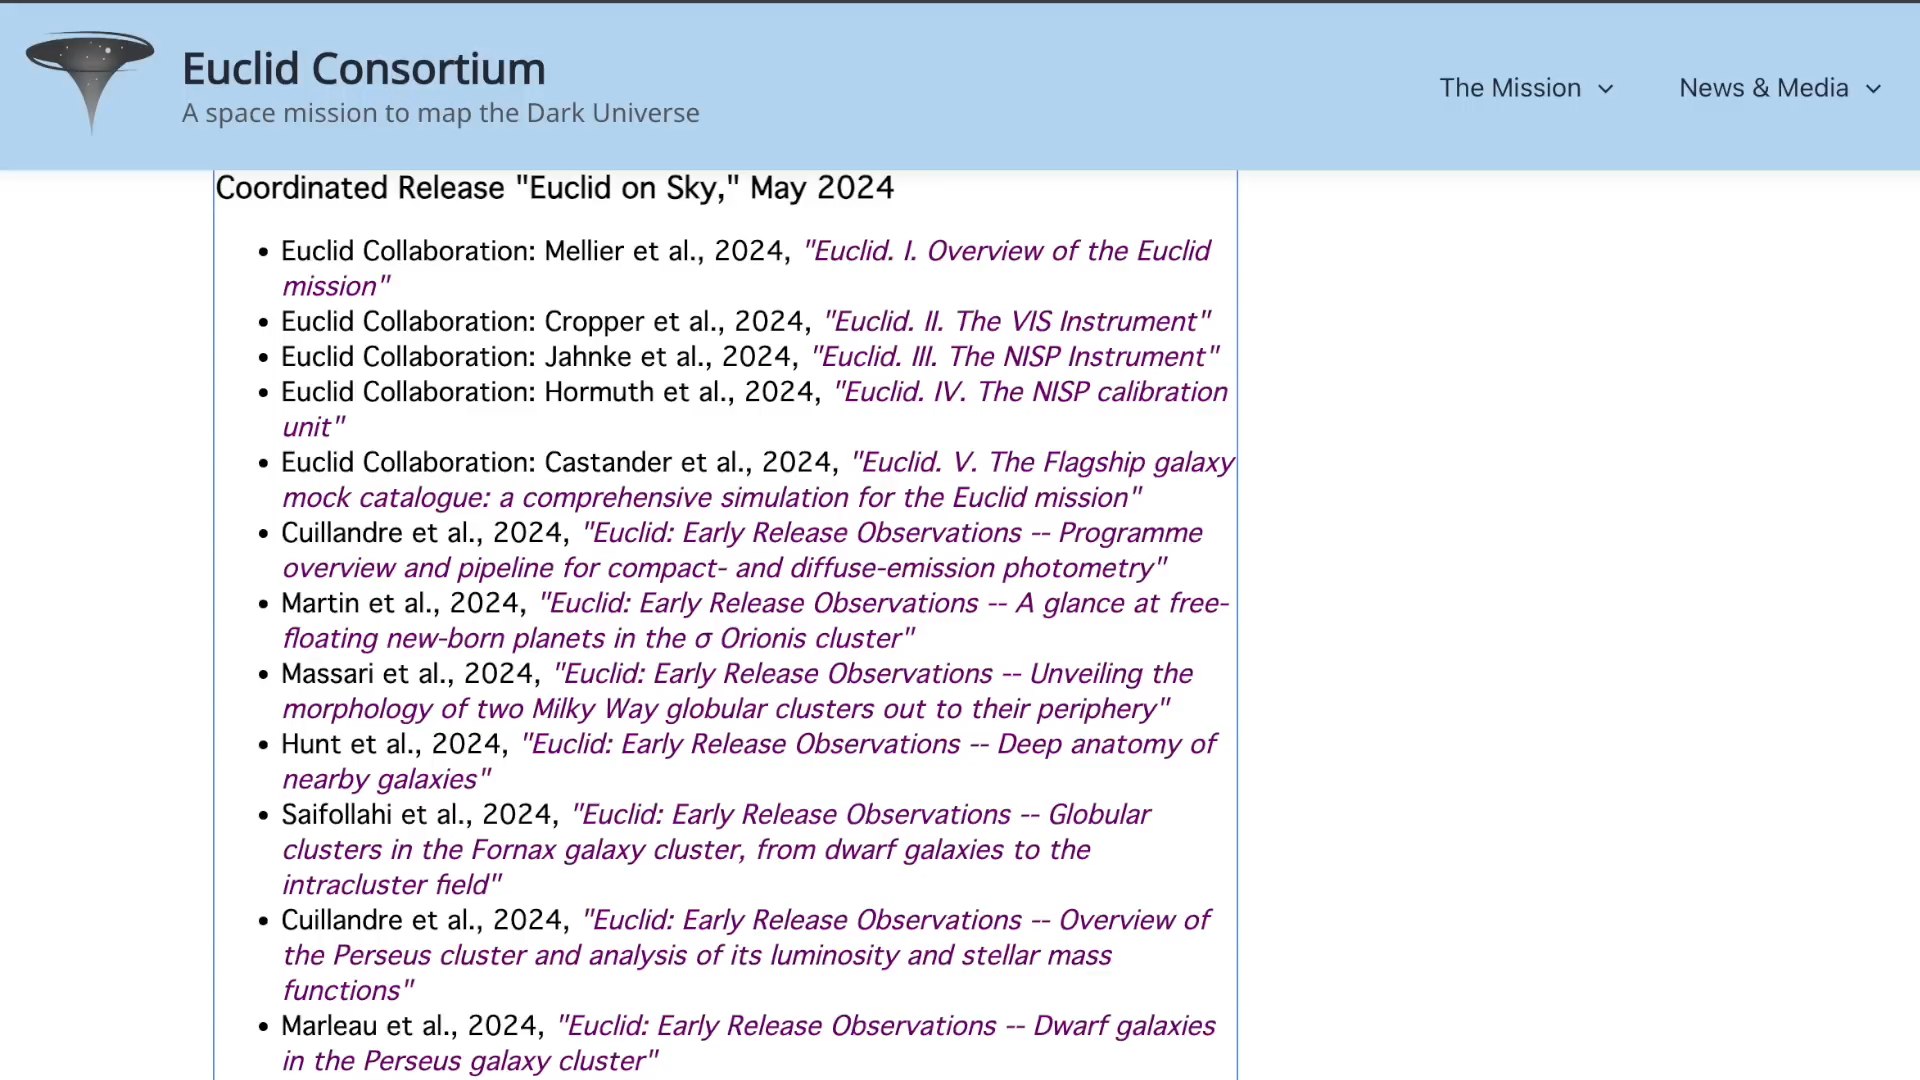 Euclid Consortium
A space mission to map the Dark Universe
The Mission
News & Media
Coordinated Release "Euclid on Sky," May 2024
• Euclid Collaboration: Mellier et al., 2024, "Euclid. I. Overview of the Euclid
mission"
• Euclid Collaboration: Cropper et al., 2024, "Euclid. II. The VIS Instrument"
• Euclid Collaboration: Jahnke et al., 2024, "Euclid. III. The NISP Instrument"
• Euclid Collaboration: Hormuth et al., 2024, "Euclid. IV. The NISP calibration
unit"
• Euclid Collaboration: Castander et al., 2024, "Euclid. V. The Flagship galaxy
mock catalogue: a comprehensive simulation for the Euclid mission"
• Cuillandre et al., 2024, "Euclid: Early Release Observations -- Programme
overview and pipeline for compact- and diffuse-emission photometry"
• Martin et al., 2024, "Euclid: Early Release Observations -- A glance at free-
floating new-born planets in the σ Orionis cluster"
• Massari et al., 2024, "Euclid: Early Release Observations -- Unveiling the
morphology of two Milky Way globular clusters out to their periphery"
• Hunt et al., 2024, "Euclid: Early Release Observations -- Deep anatomy of
nearby galaxies"
• Saifollahi et al., 2024, "Euclid: Early Release Observations -- Globular
clusters in the Fornax galaxy cluster, from dwarf galaxies to the
intracluster field"
• Cuillandre et al., 2024, "Euclid: Early Release Observations -- Overview of
the Perseus cluster and analysis of its luminosity and stellar mass
functions"
• Marleau et al., 2024, "Euclid: Early Release Observations -- Dwarf galaxies
in the Perseus galaxy cluster"